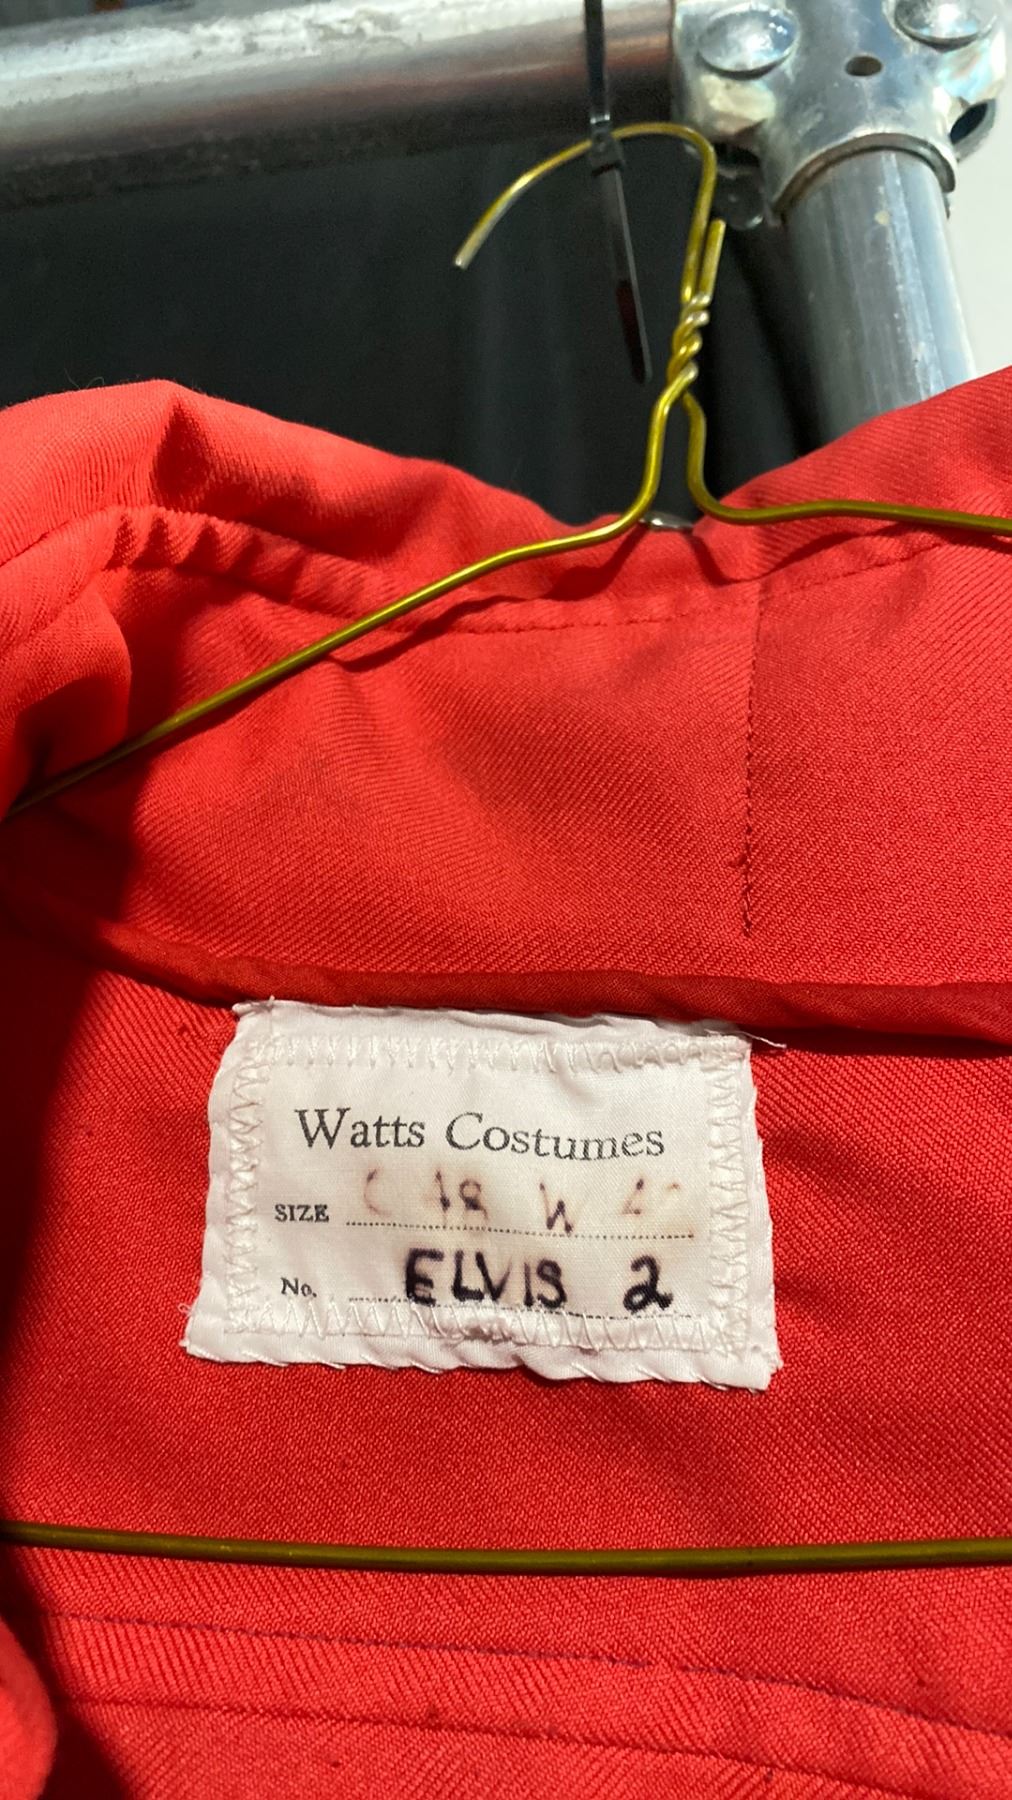 Watts Costumes
SIZE C 48 W
No. ELVIS 2